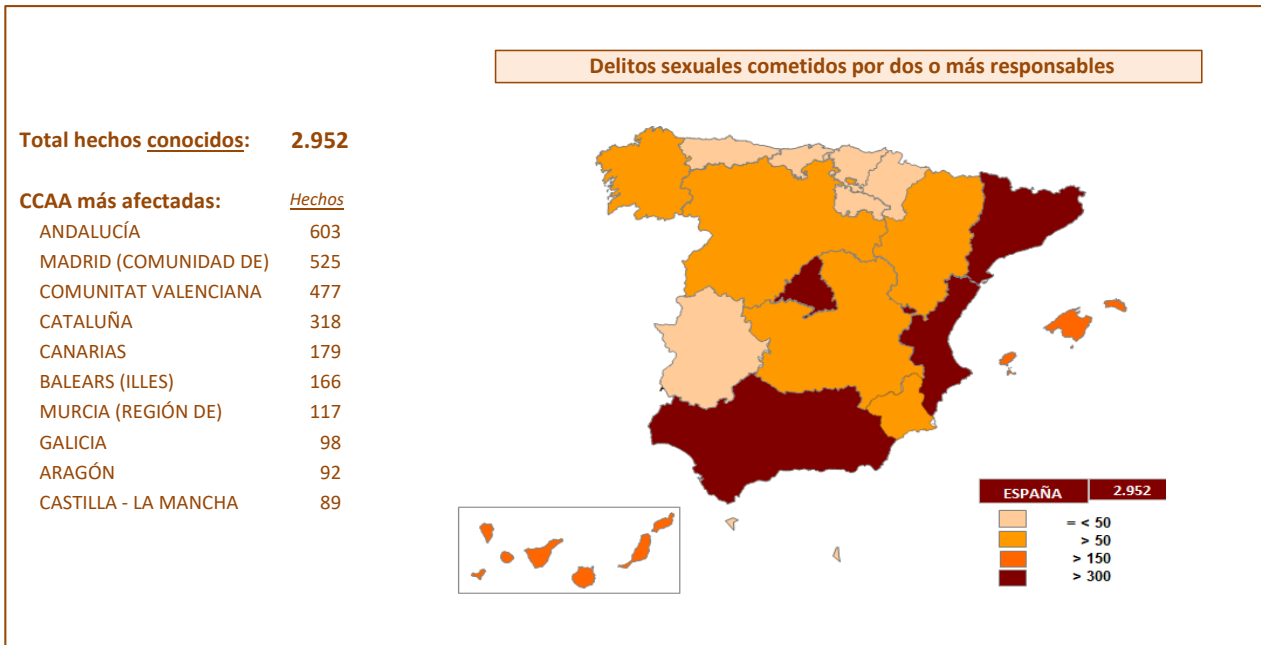 Delitos sexuales cometidos por dos o más responsables
Total hechos conocidos: 2.952
CCAA más afectadas: Hechos
ANDALUCÍA 603
MADRID (COMUNIDAD DE) 525
COMUNITAT VALENCIANA 477
CATALUÑA 318
CANARIAS 179
BALEARS (ILLES) 166
MURCIA (REGIÓN DE) 117
GALICIA 98
ARAGÓN 92
CASTILLA - LA MANCHA 89
ESPAÑA 2.952
= < 50
> 50
> 150
> 300